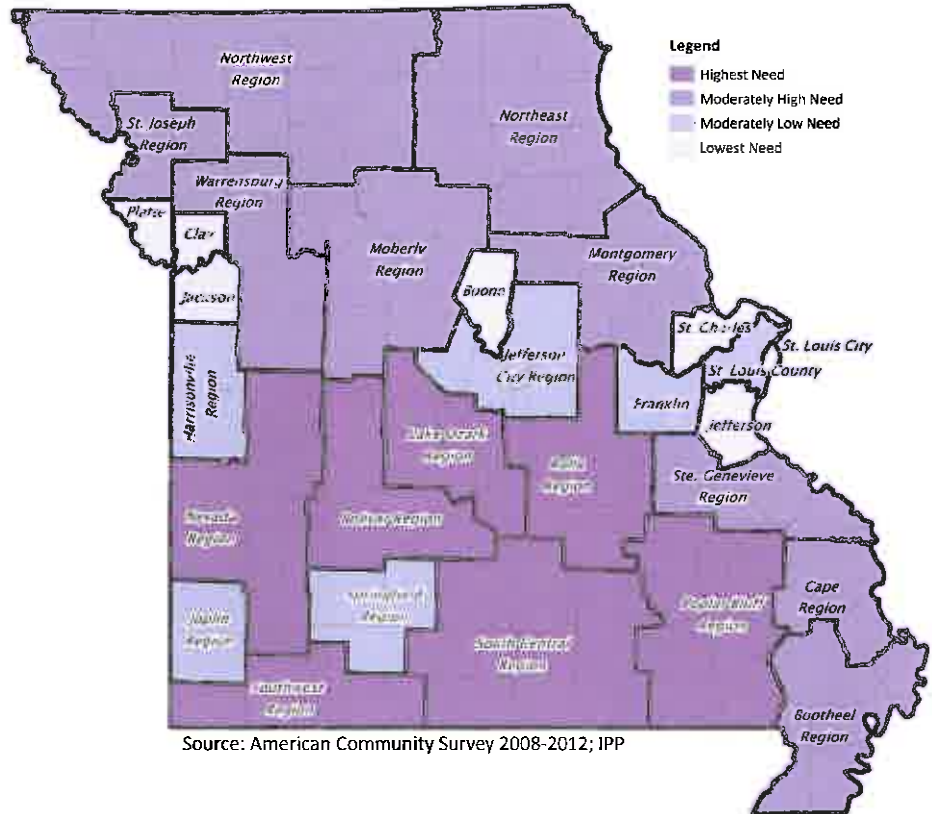 Legend
Highest Need
Moderately High Need
Moderately Low Need
Lowest Need
Northwest
Region
Northeast
Region
St. Joseph
Region
Warrensburg
Region
Platte
Clay
Moberly
Region
Montgomery
Region
Boone
Jackson
St. Charles
St. Louis City
St. Louis County
Jefferson
City Region
Harrisonville
Region
Franklin
Jefferson
Lake Ozark
Region
Rolla
Region
Ste. Genevieve
Region
Nevada
Region
Region
Cape
Region
Joplin
Region
Springfield
Region
Poplar Bluff
Region
South Central
Region
Southwest
Region
Bootheel
Region
Source: American Community Survey 2008-2012; IPP